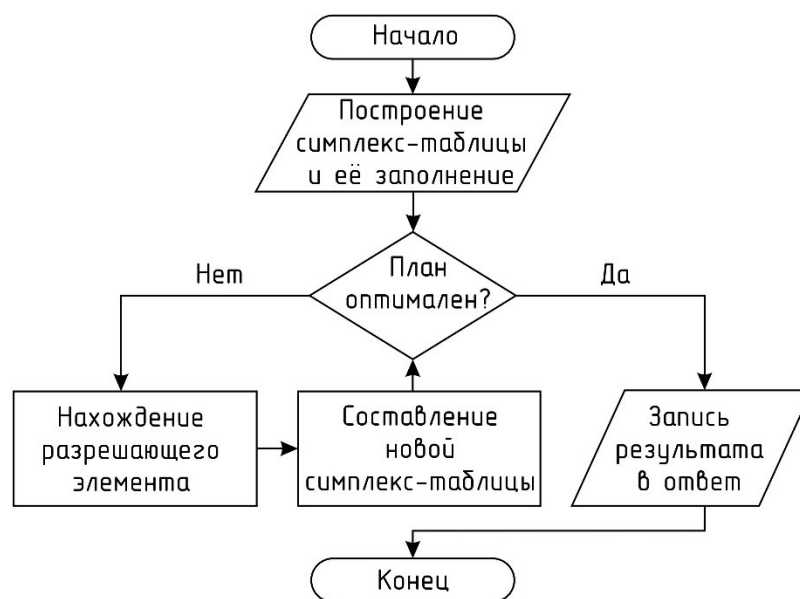 Начало
Построение
симплекс-таблицы
и её заполнение
План
оптимален?
Нет
Да
Нахождение
разрешающего
элемента
Составление
новой
симплекс-таблицы
Запись
результата
в ответ
Конец